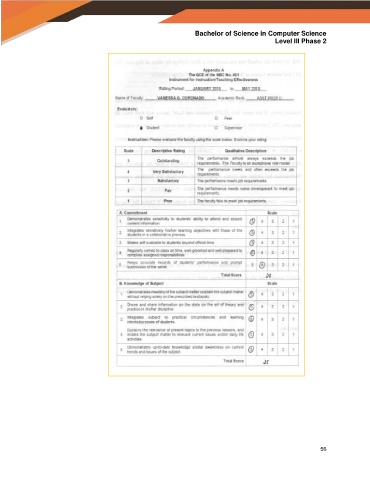 Bachelor of Science in Computer Science
Level III Phase 2
Appendix A
The QCE of the NBC No. 461
Instrument for Instruction/Teaching Effectiveness
Rating Period: JANUARY 2010 to MAY 2010
Name of Faculty: VANESSA G. CORONADO Academic Rank: ASST PROF
Evaluators:
Self Peer
Student Supervisor
Instruction: Please evaluate the faculty using the scale below. Encircle your rating.
Scale Descriptive Rating Qualitative Description
5 Outstanding The performance almost always exceeds the job
requirements. The Faculty is an exceptional role model
4 Very Satisfactory The performance meets and often exceeds the job
requirements
3 Satisfactory The performance meets job requirements
2 Fair The performance needs some development to meet job
requirements.
1 Poor The faculty fails to meet job requirements.
A. Commitment Scale
1. Demonstrates sensitivity to students' ability to attend and absorb 5 4 3 2 1
content information.
2. Integrates sensitively his/her learning objectives with those of the 5 4 3 2 1
students in a collaborative process.
3. Makes self available to students beyond official time 5 4 3 2 1
4. Regularly comes to class on time, well-groomed and well-prepared to 5 4 3 2 1
complete assigned responsibilities.
5. Keeps accurate records of students' performance and prompt 5 4 3 2 1
submission of the same.
Total Score 24
B. Knowledge of Subject Scale
1. Demonstrates mastery of the subject matter (explain the subject matter 5 4 3 2 1
without relying solely on the prescribed textbook).
2. Draws and share information on the state on the art of theory and 5 4 3 2 1
practice in his/her discipline.
3. Integrates subject to practical circumstances and learning 5 4 3 2 1
intents/purposes of students.
4. Explains the relevance of present topics to the previous lessons, and 5 4 3 2 1
relates the subject matter to relevant current issues and/or daily life
activities.
5. Demonstrates up-to-date knowledge and/or awareness on current 5 4 3 2 1
trends and issues of the subject.
Total Score 25
56